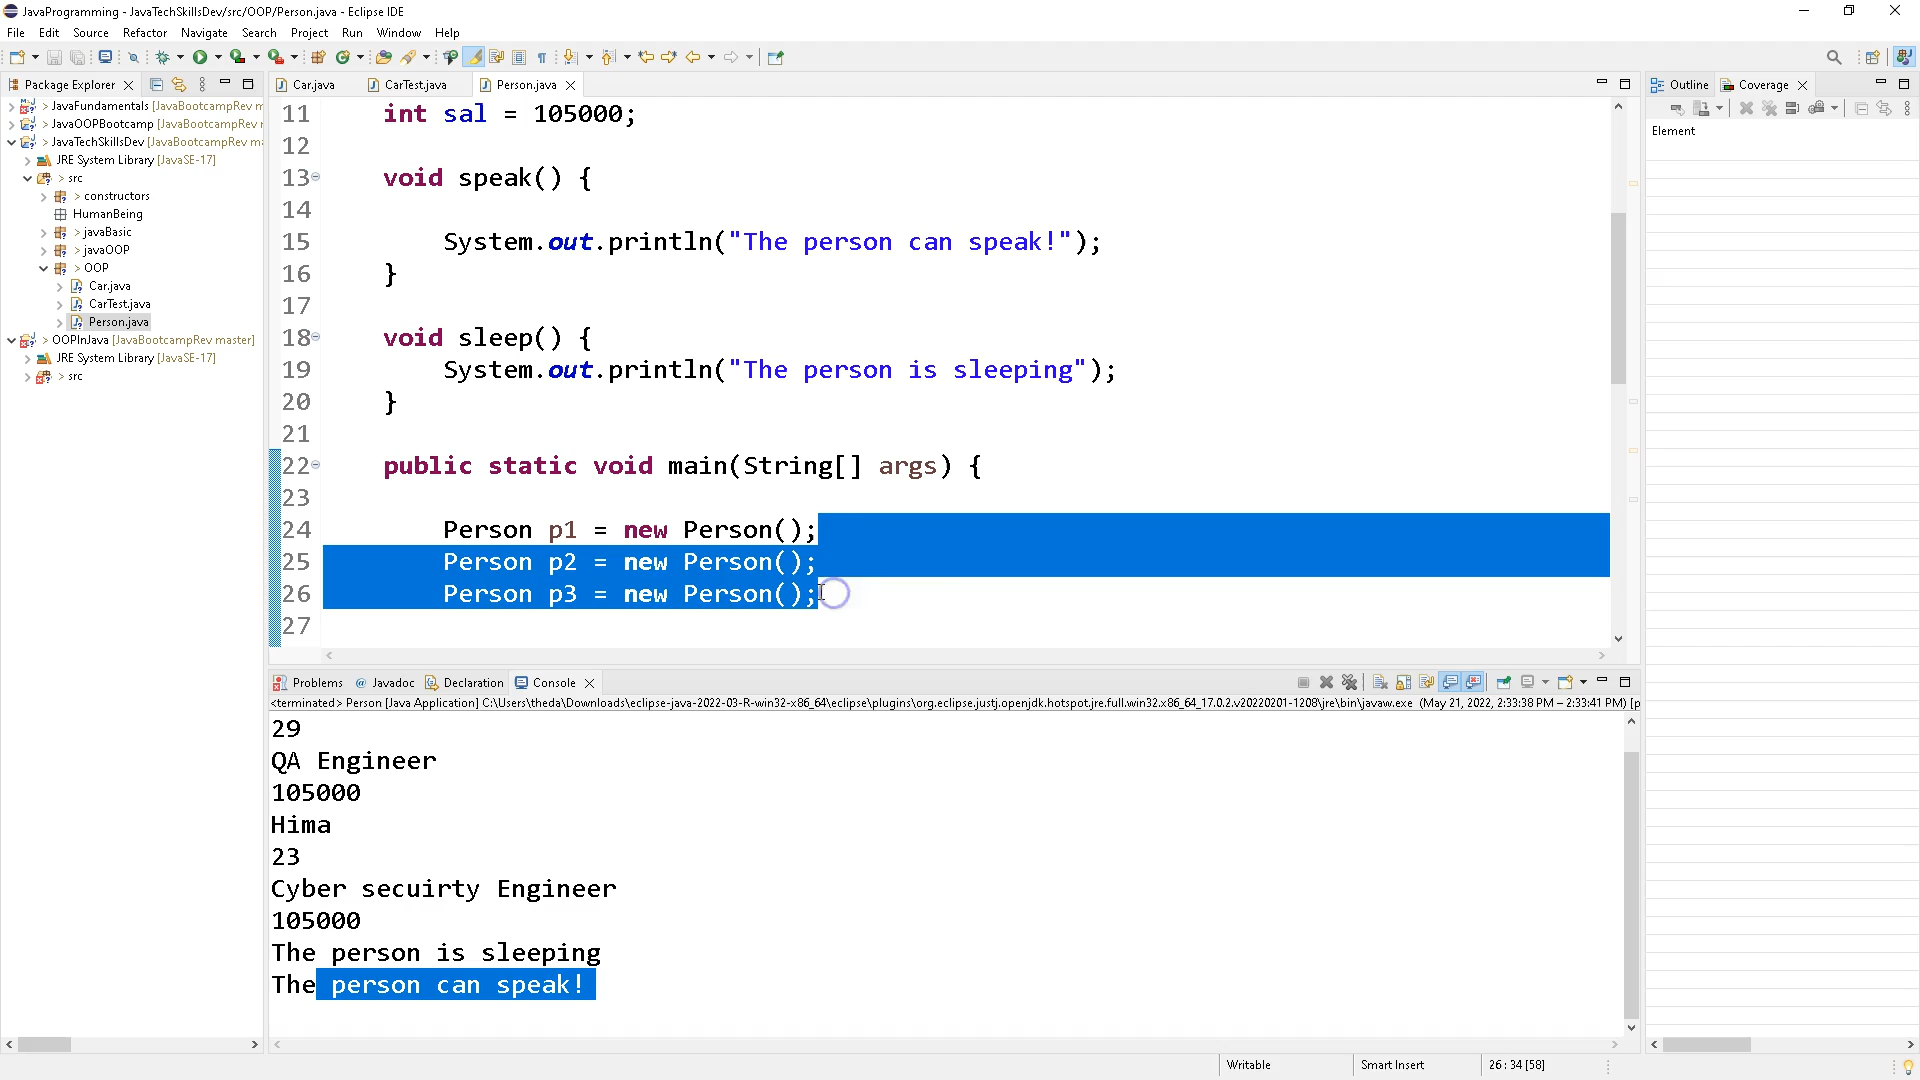 JavaProgramming - JavaTechSkillsDev/src/OOP/Person.java - Eclipse IDE
File Edit Source Refactor Navigate Search Project Run Window Help
Package Explorer
Car.java CarTest.java Person.java
Outline Coverage
Element
> JavaFundamentals [JavaBootcampRev m
> JavaOOPBootcamp [JavaBootcampRev r
> JavaTechSkillsDev [JavaBootcampRev ma
JRE System Library [JavaSE-17]
> src
> constructors
HumanBeing
> javaBasic
> javaOOP
> OOP
Car.java
CarTest.java
Person.java
> OOPInJava [JavaBootcampRev master]
JRE System Library [JavaSE-17]
> src
11 int sal = 105000;
12
13 void speak() {
14
15 System.out.println("The person can speak!");
16 }
17
18 void sleep() {
19 System.out.println("The person is sleeping");
20 }
21
22 public static void main(String[] args) {
23
24 Person p1 = new Person();
25 Person p2 = new Person();
26 Person p3 = new Person();
27
Problems @ Javadoc Declaration Console
<terminated> Person [Java Application] C:\Users\theda\Downloads\eclipse-java-2022-03-R-win32-x86_64\eclipse\plugins\org.eclipse.justj.openjdk.hotspot.jre.full.win32.x86_64_17.0.2.v20220201-1208\jre\bin\javaw.exe (May 21, 2022, 2:33:38 PM – 2:33:41 PM) [p
29
QA Engineer
105000
Hima
23
Cyber secuirty Engineer
105000
The person is sleeping
The person can speak!
Writable Smart Insert 26 : 34 [58]